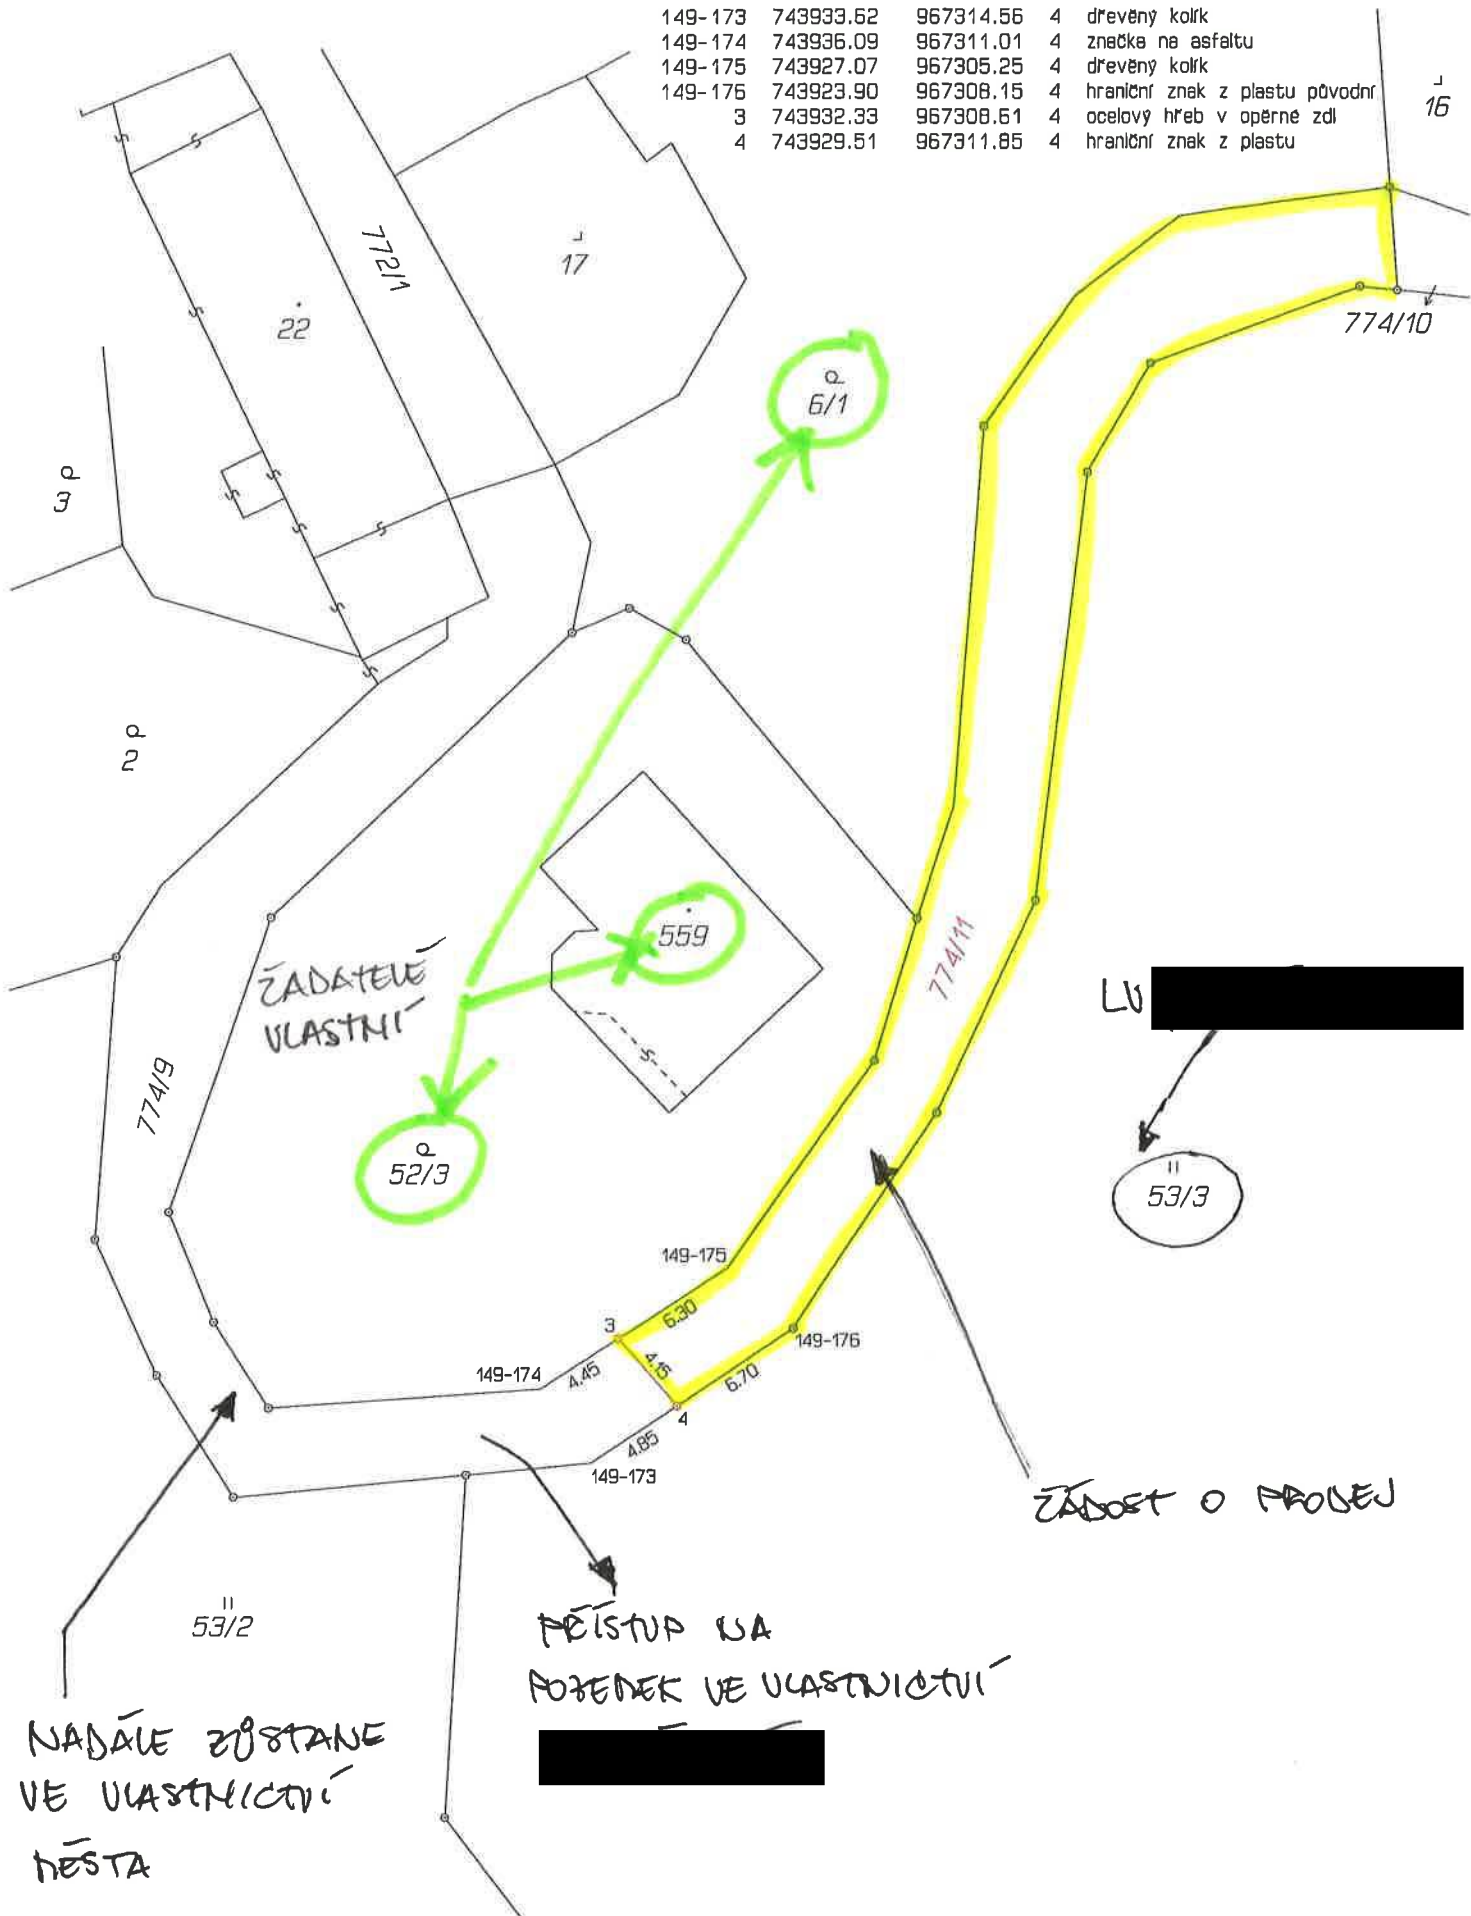 149-173 743933.62 967314.56 4 dřevěný kolík
149-174 743936.09 967311.01 4 značka na asfaltu
149-175 743927.07 967305.25 4 dřevěný kolík
149-176 743923.90 967308.15 4 hraniční znak z plastu původní
3 743932.33 967308.61 4 ocelový hřeb v opěrné zdi
4 743929.51 967311.85 4 hraniční znak z plastu
16
772/1
17
22
774/10
6/1
3
2
559
774/11
ŽADATELÉ
VLASTNÍ
LV
774/9
52/3
53/3
149-175
3
6.30
149-176
4.15
149-174
4.45
6.70
4
4.85
149-173
ŽÁDOST O PRODEJ
53/2
PŘÍSTUP NA
POZEMEK VE VLASTNICTVÍ
NADÁLE ZŮSTANE
VE VLASTNICTVÍ
MĚSTA